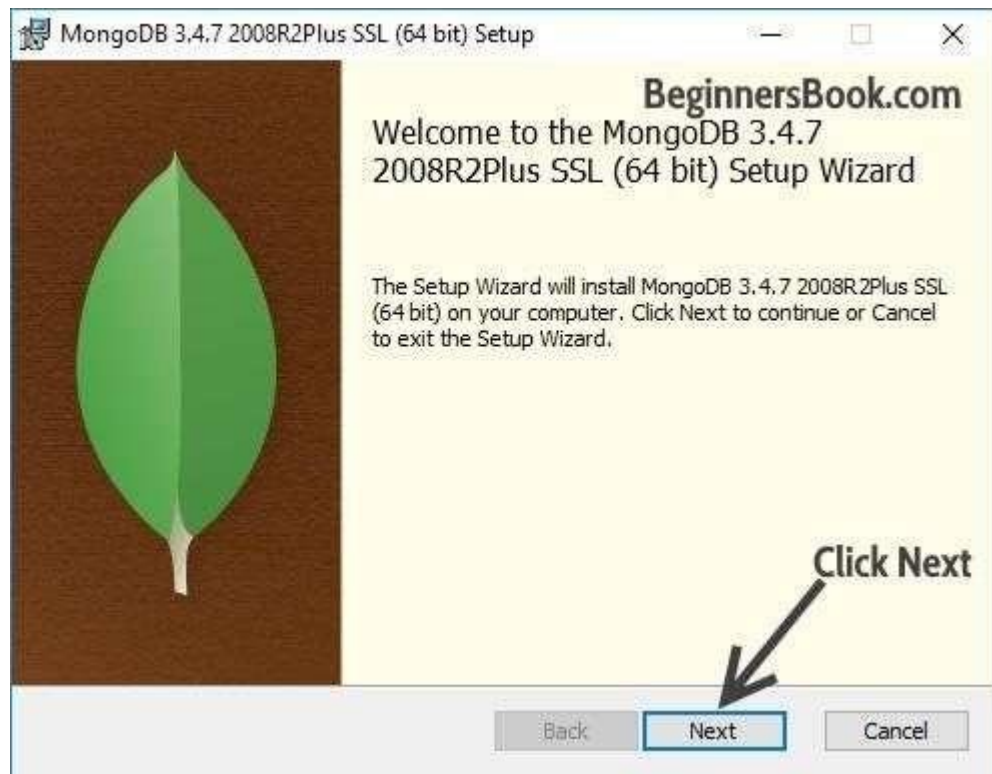 MongoDB 3.4.7 2008R2Plus SSL (64 bit) Setup
BeginnersBook.com
Welcome to the MongoDB 3.4.7
2008R2Plus SSL (64 bit) Setup Wizard
The Setup Wizard will install MongoDB 3.4.7 2008R2Plus SSL
(64 bit) on your computer. Click Next to continue or Cancel
to exit the Setup Wizard.
Click Next
Back
Next
Cancel